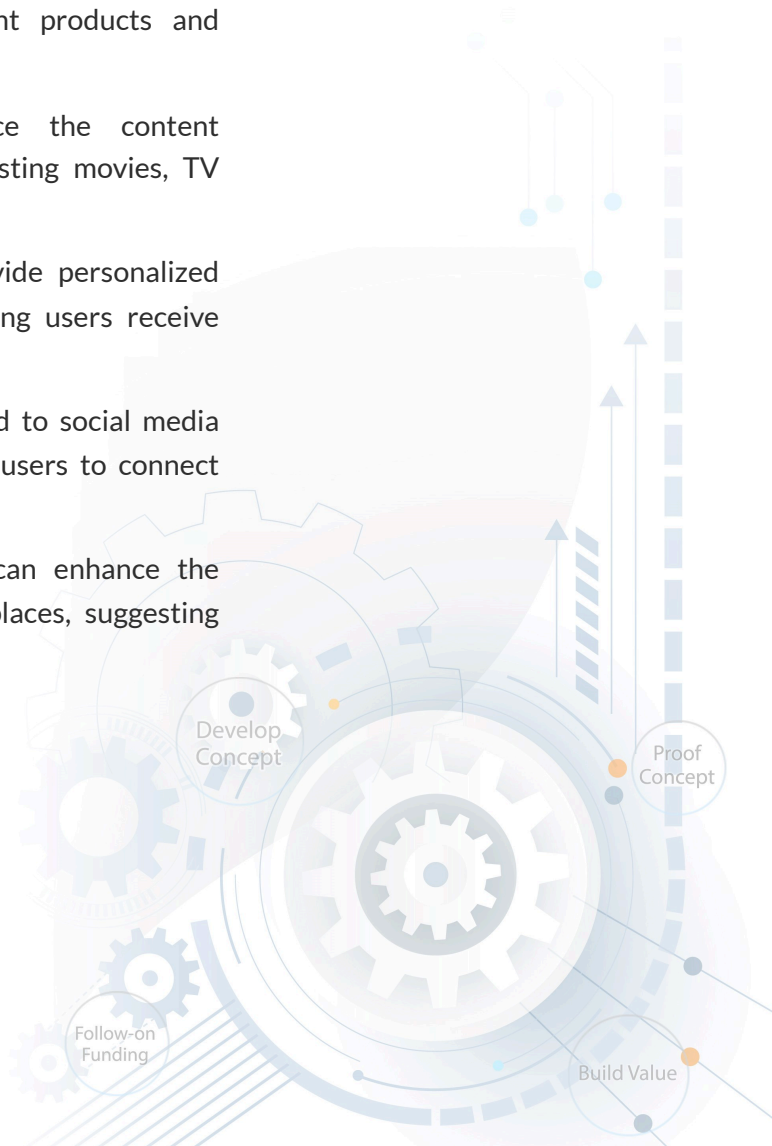 nt products and
ce the content
sting movies, TV
vide personalized
ng users receive
d to social media
users to connect
can enhance the
laces, suggesting
Develop
Concept
Proof
Concept
Follow-on
Funding
Build Value